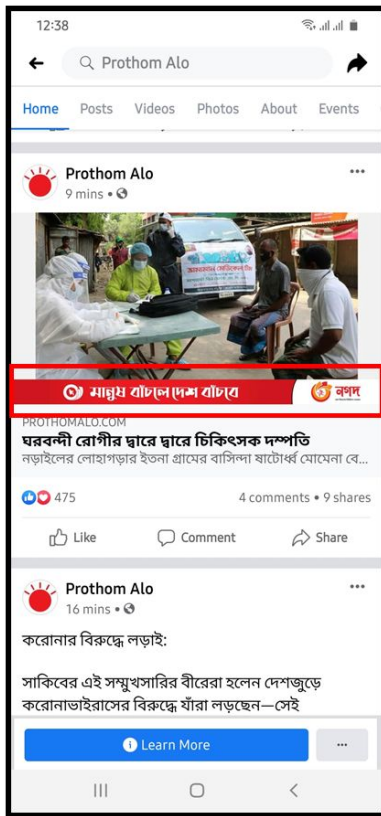 12:38
Prothom Alo
Home Posts Videos Photos About Events
Prothom Alo
9 mins
মানুষ বাঁচলে দেশ বাঁচবে
নগদ
PROTHOMALO.COM
ঘরবন্দী রোগীর দ্বারে দ্বারে চিকিৎসক দম্পতি
নড়াইলের লোহাগড়ার ইতনা গ্রামের বাসিন্দা ষাটোর্ধ্ব মোমেনা বে...
475 4 comments • 9 shares
Like Comment Share
Prothom Alo
16 mins
করোনার বিরুদ্ধে লড়াই:
সাকিবের এই সম্মুখসারির বীরেরা হলেন দেশজুড়ে
করোনাভাইরাসের বিরুদ্ধে যাঁরা লড়ছেন—সেই
Learn More